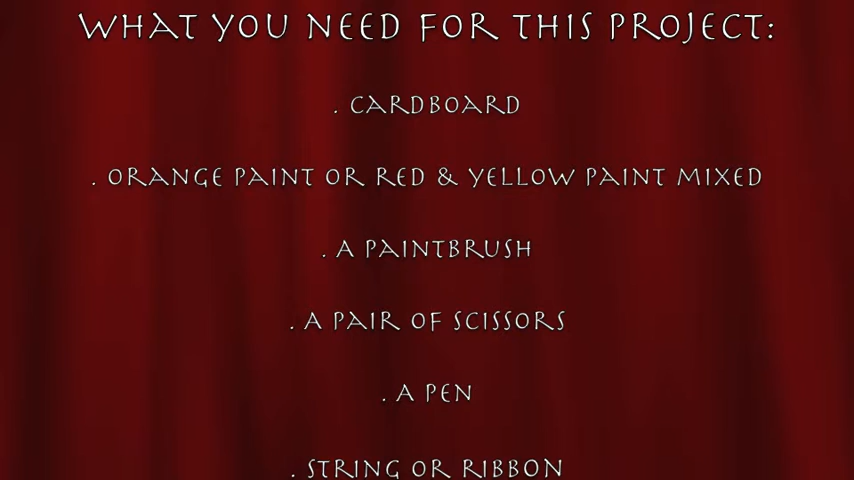 WHAT YOU NEED FOR THIS PROJECT:
. CARDBOARD
. ORANGE PAINT OR RED & YELLOW PAINT MIXED
. A PAINTBRUSH
. A PAIR OF SCISSORS
. A PEN
. STRING OR RIBBON